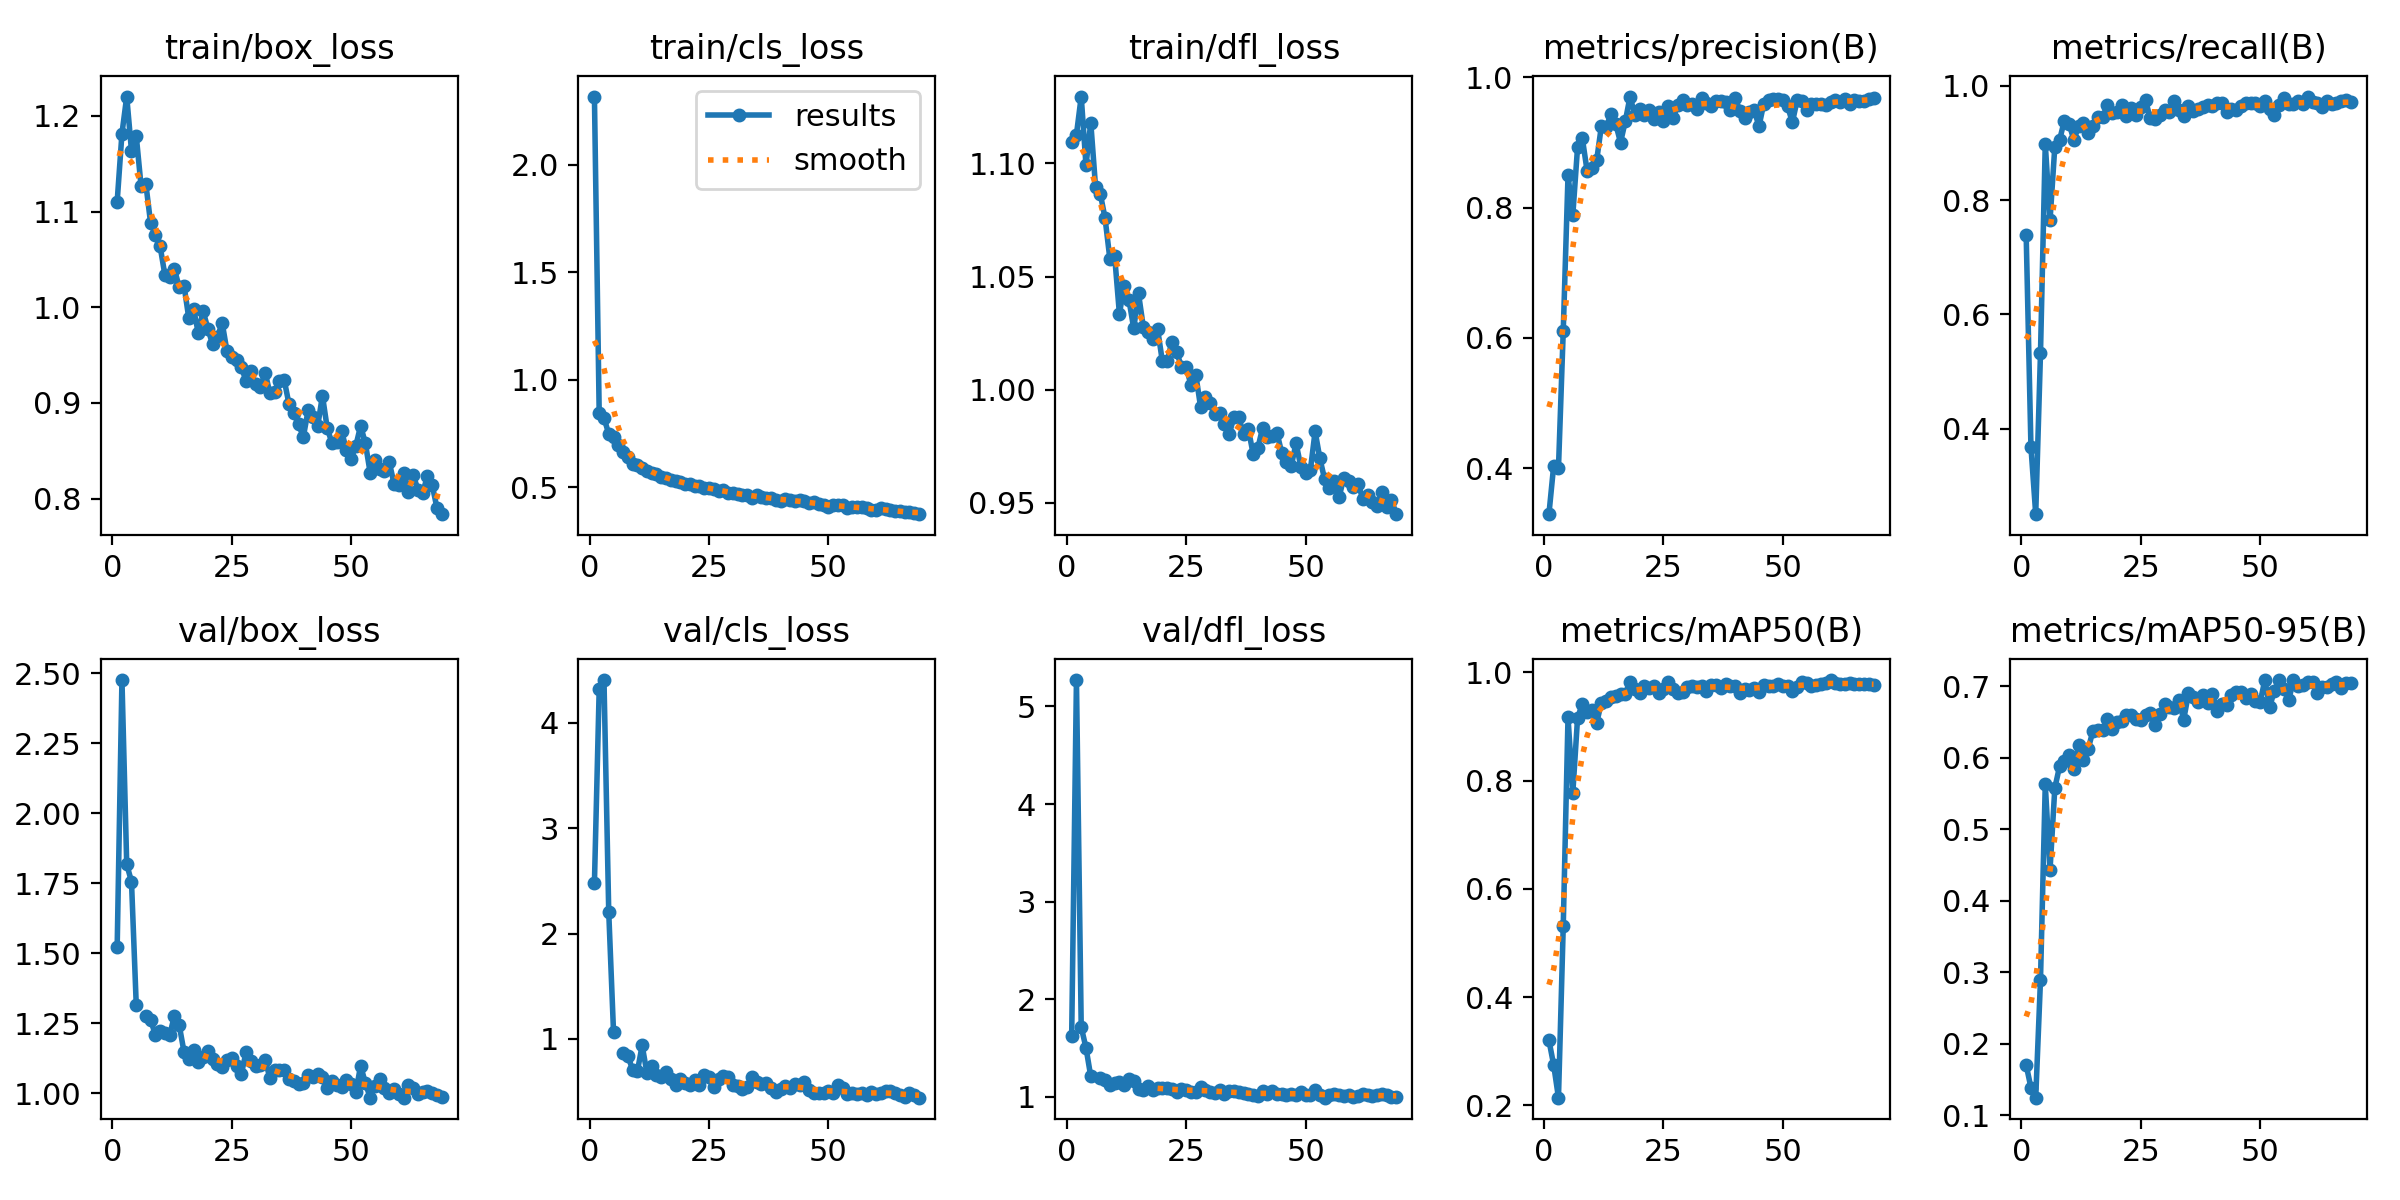 train/box_loss
1.2
1.1
1.0
0.9
0.8
0 25 50
train/cls_loss
results
smooth
2.0
1.5
1.0
0.5
0 25 50
train/dfl_loss
1.10
1.05
1.00
0.95
0 25 50
metrics/precision(B)
1.0
0.8
0.6
0.4
0 25 50
metrics/recall(B)
1.0
0.8
0.6
0.4
0 25 50
val/box_loss
2.50
2.25
2.00
1.75
1.50
1.25
1.00
0 25 50
val/cls_loss
4
3
2
1
0 25 50
val/dfl_loss
5
4
3
2
1
0 25 50
metrics/mAP50(B)
1.0
0.8
0.6
0.4
0.2
0 25 50
metrics/mAP50-95(B)
0.7
0.6
0.5
0.4
0.3
0.2
0.1
0 25 50